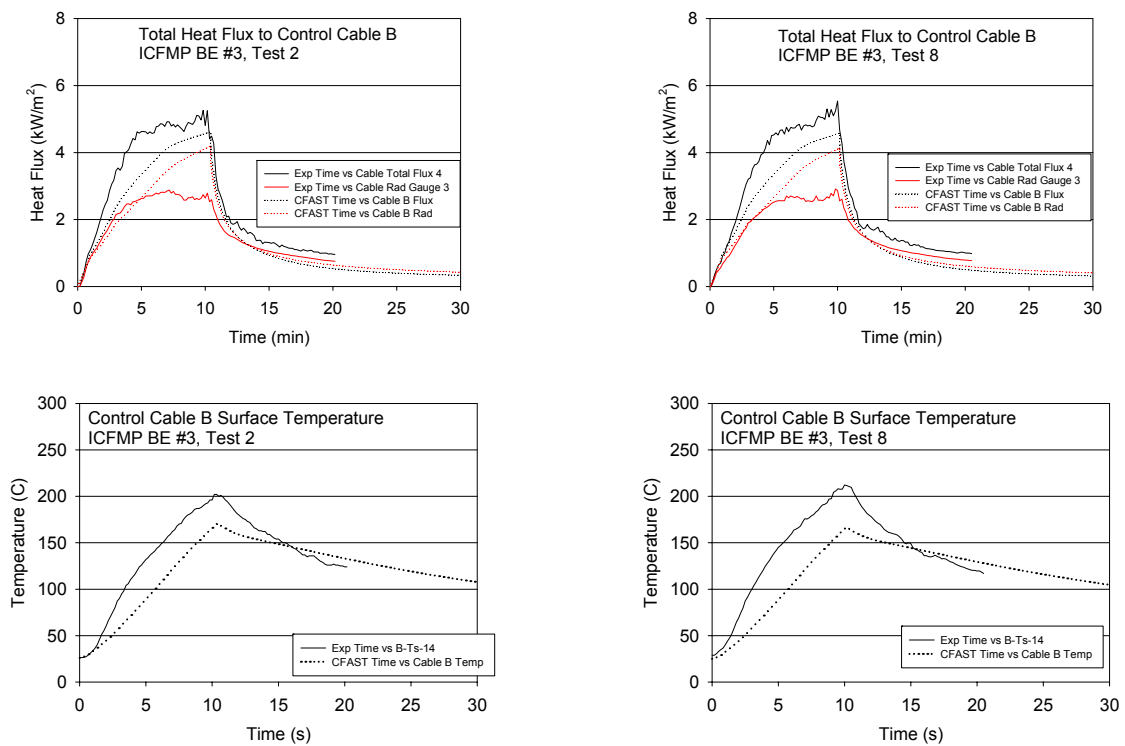 Total Heat Flux to Control Cable B
ICFMP BE #3, Test 2
8
6
4
2
0
Heat Flux (kW/m²)
Exp Time vs Cable Total Flux 4
Exp Time vs Cable Rad Gauge 3
CFAST Time vs Cable B Flux
CFAST Time vs Cable B Rad
0 5 10 15 20 25 30
Time (min)
Total Heat Flux to Control Cable B
ICFMP BE #3, Test 8
8
6
4
2
0
Heat Flux (kW/m²)
Exp Time vs Cable Total Flux 4
Exp Time vs Cable Rad Gauge 3
CFAST Time vs Cable B Flux
CFAST Time vs Cable B Rad
0 5 10 15 20 25 30
Time (min)
Control Cable B Surface Temperature
ICFMP BE #3, Test 2
300
250
200
150
100
50
0
Temperature (C)
Exp Time vs B-Ts-14
CFAST Time vs Cable B Temp
0 5 10 15 20 25 30
Time (s)
Control Cable B Surface Temperature
ICFMP BE #3, Test 8
300
250
200
150
100
50
0
Temperature (C)
Exp Time vs B-Ts-14
CFAST Time vs Cable B Temp
0 5 10 15 20 25 30
Time (s)